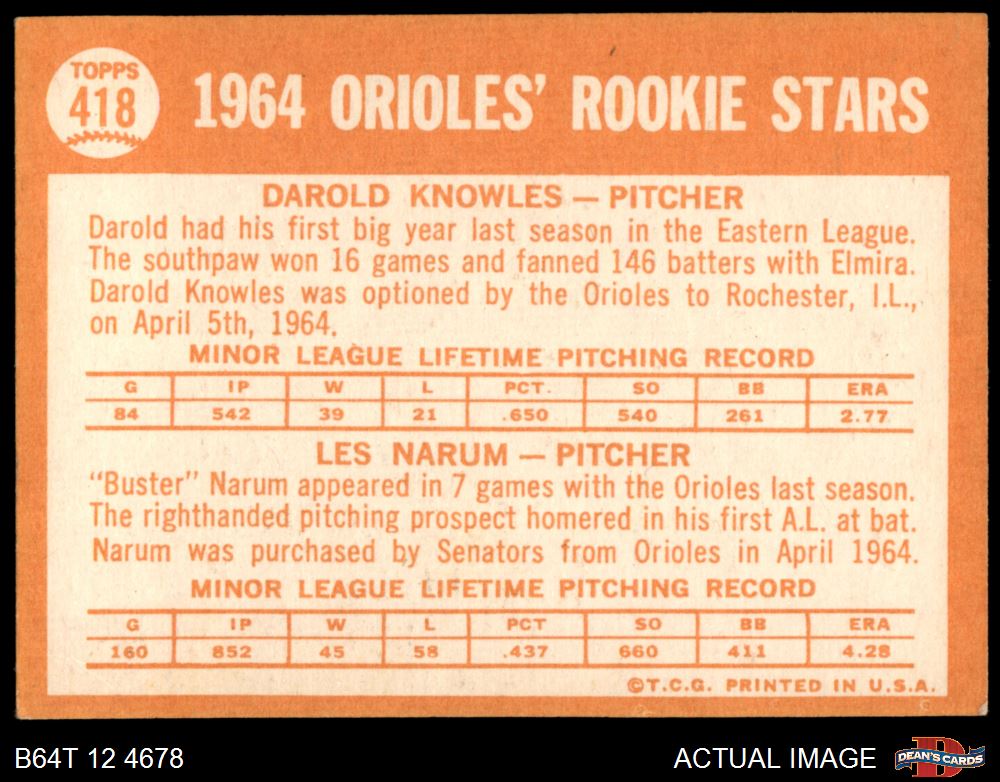 TOPPS
418
1964 ORIOLES' ROOKIE STARS
DAROLD KNOWLES — PITCHER
Darold had his first big year last season in the Eastern League.
The southpaw won 16 games and fanned 146 batters with Elmira.
Darold Knowles was optioned by the Orioles to Rochester, I.L.,
on April 5th, 1964.
MINOR LEAGUE LIFETIME PITCHING RECORD
G IP W L PCT. SO BB ERA
84 542 39 21 .650 540 261 2.77
LES NARUM — PITCHER
"Buster" Narum appeared in 7 games with the Orioles last season.
The righthanded pitching prospect homered in his first A.L. at bat.
Narum was purchased by Senators from Orioles in April 1964.
MINOR LEAGUE LIFETIME PITCHING RECORD
G IP W L PCT SO BB ERA
160 852 45 58 .437 660 411 4.28
©T.C.G. PRINTED IN U.S.A.
B64T 12 4678
ACTUAL IMAGE
D
DEAN'S CARDS